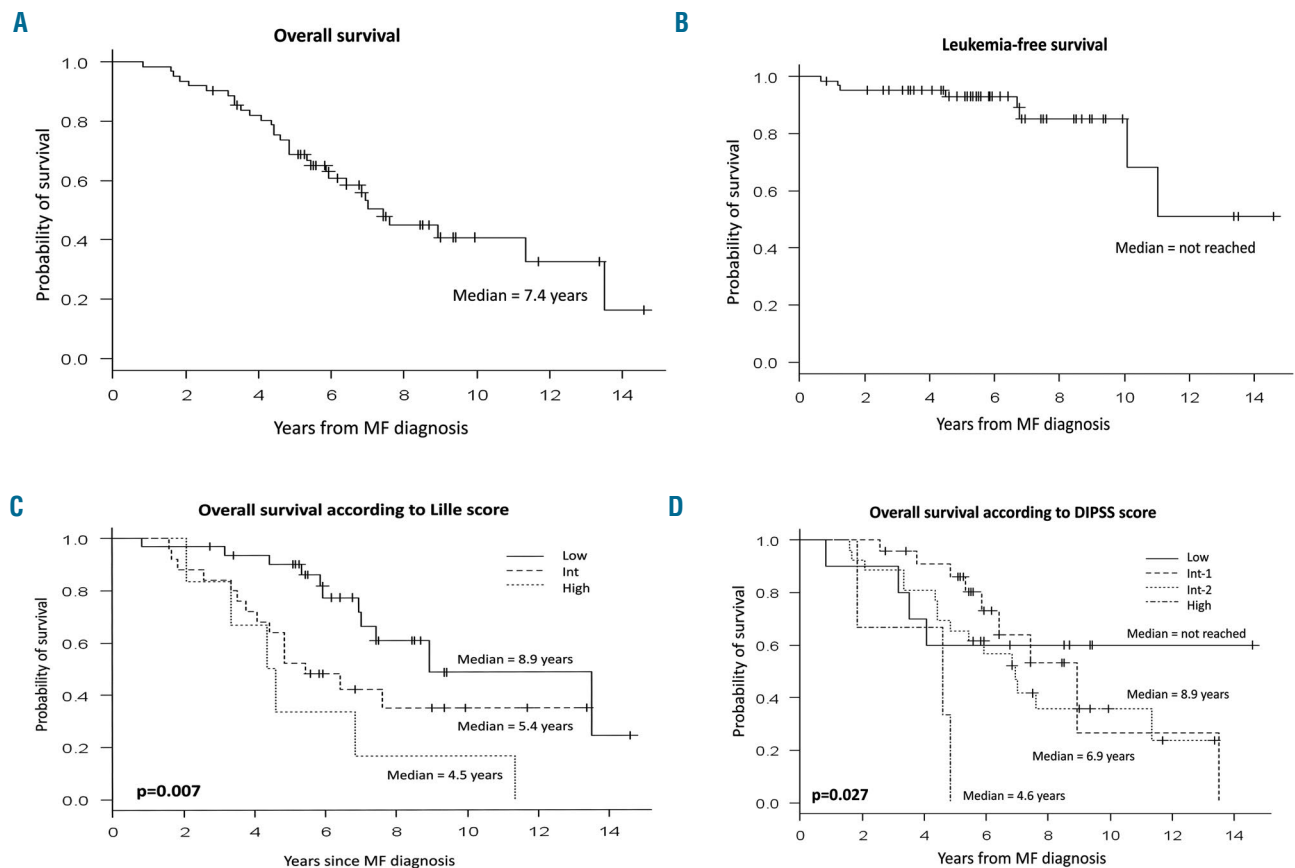 A
Overall survival
Probability of survival
1.0
0.8
0.6
0.4
0.2
0.0
Median = 7.4 years
0 2 4 6 8 10 12 14
Years from MF diagnosis
B
Leukemia-free survival
Probability of survival
1.0
0.8
0.6
0.4
0.2
0.0
Median = not reached
0 2 4 6 8 10 12 14
Years from MF diagnosis
C
Overall survival according to Lille score
Probability of survival
1.0
0.8
0.6
0.4
0.2
0.0
Low
Int
High
Median = 8.9 years
Median = 5.4 years
Median = 4.5 years
p=0.007
0 2 4 6 8 10 12 14
Years since MF diagnosis
D
Overall survival according to DIPSS score
Probability of survival
1.0
0.8
0.6
0.4
0.2
0.0
Low
Int-1
Int-2
High
Median = not reached
Median = 8.9 years
Median = 6.9 years
Median = 4.6 years
p=0.027
0 2 4 6 8 10 12 14
Years from MF diagnosis